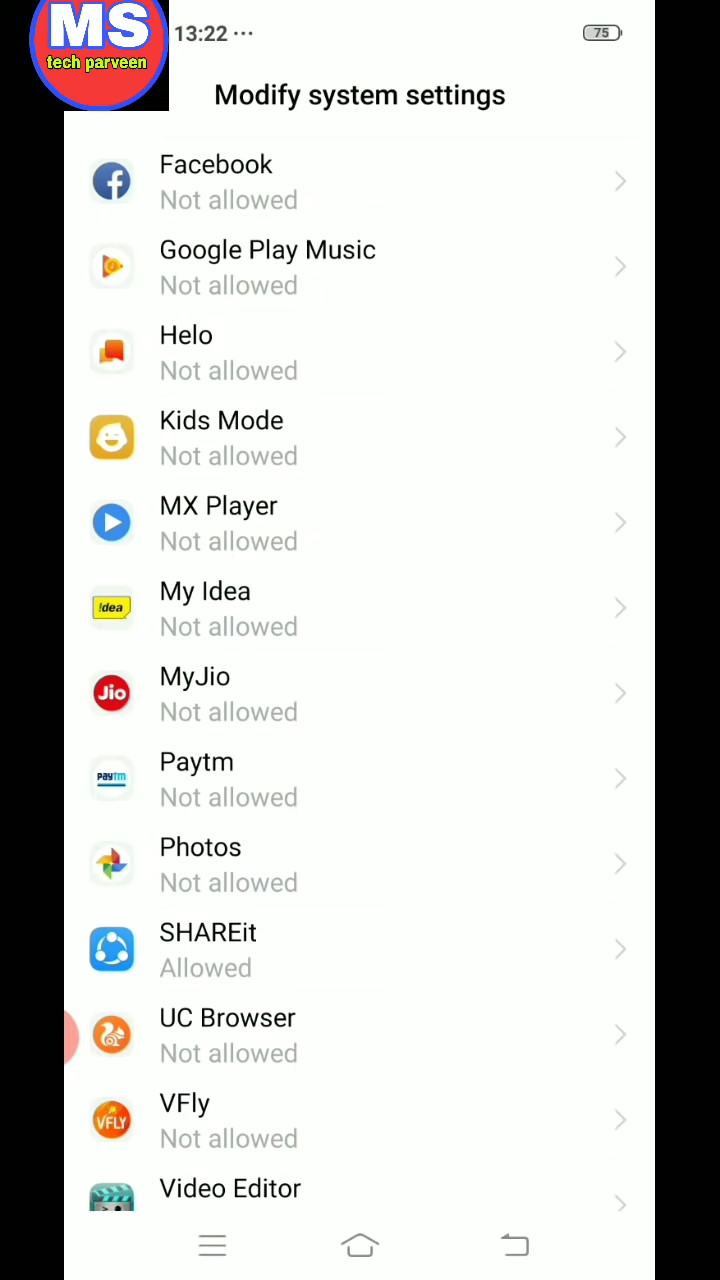 MS
tech parveen
13:22 ...
75
Modify system settings
Facebook
Not allowed
Google Play Music
Not allowed
Helo
Not allowed
Kids Mode
Not allowed
MX Player
Not allowed
!dea
My Idea
Not allowed
Jio
MyJio
Not allowed
paytm
Paytm
Not allowed
Photos
Not allowed
SHAREit
Allowed
UC Browser
Not allowed
VFLY
VFly
Not allowed
Video Editor